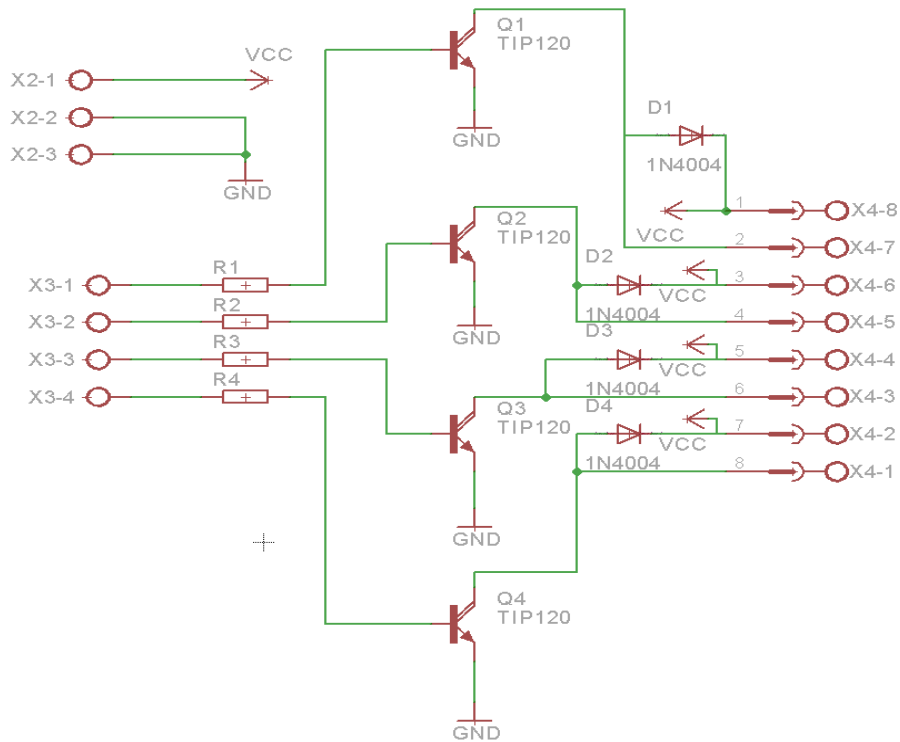 Q1
TIP120
VCC
X2-1
X2-2
D1
GND
X2-3
1N4004
GND
1
X4-8
Q2
TIP120
VCC
2
X4-7
D2
R1
X3-1
3
X4-6
VCC
R2
1N4004
X3-2
4
X4-5
D3
GND
R3
X3-3
5
X4-4
VCC
R4
1N4004
X3-4
6
X4-3
Q3
D4
TIP120
7
X4-2
VCC
1N4004
8
X4-1
GND
Q4
TIP120
GND